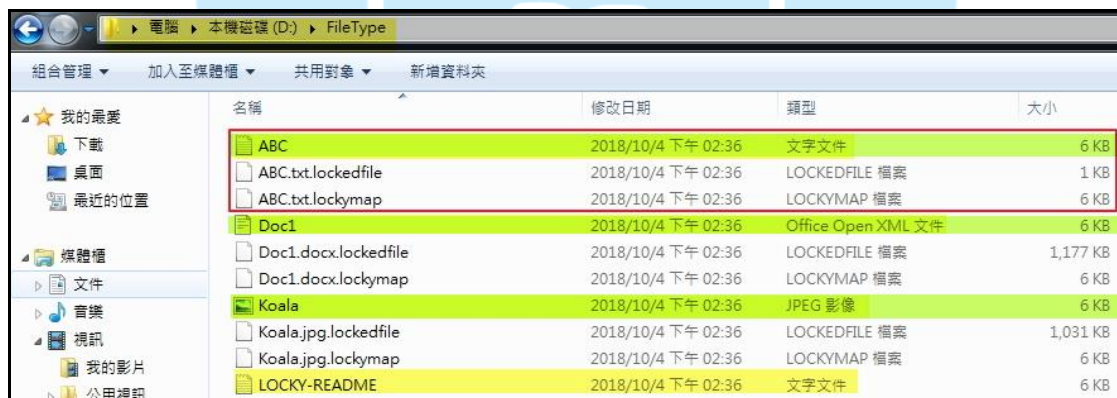 電腦 ▸ 本機磁碟 (D:) ▸ FileType
組合管理 ▼ 加入至媒體櫃 ▼ 共用對象 ▼ 新增資料夾
名稱 修改日期 類型 大小
我的最愛
下載
桌面
最近的位置
媒體櫃
文件
音樂
視訊
我的影片
公用視訊
ABC 2018/10/4 下午 02:36 文字文件 6 KB
ABC.txt.lockedfile 2018/10/4 下午 02:36 LOCKEDFILE 檔案 1 KB
ABC.txt.lockymap 2018/10/4 下午 02:36 LOCKYMAP 檔案 6 KB
Doc1 2018/10/4 下午 02:36 Office Open XML 文件 6 KB
Doc1.docx.lockedfile 2018/10/4 下午 02:36 LOCKEDFILE 檔案 1,177 KB
Doc1.docx.lockymap 2018/10/4 下午 02:36 LOCKYMAP 檔案 6 KB
Koala 2018/10/4 下午 02:36 JPEG 影像 6 KB
Koala.jpg.lockedfile 2018/10/4 下午 02:36 LOCKEDFILE 檔案 1,031 KB
Koala.jpg.lockymap 2018/10/4 下午 02:36 LOCKYMAP 檔案 6 KB
LOCKY-README 2018/10/4 下午 02:36 文字文件 6 KB